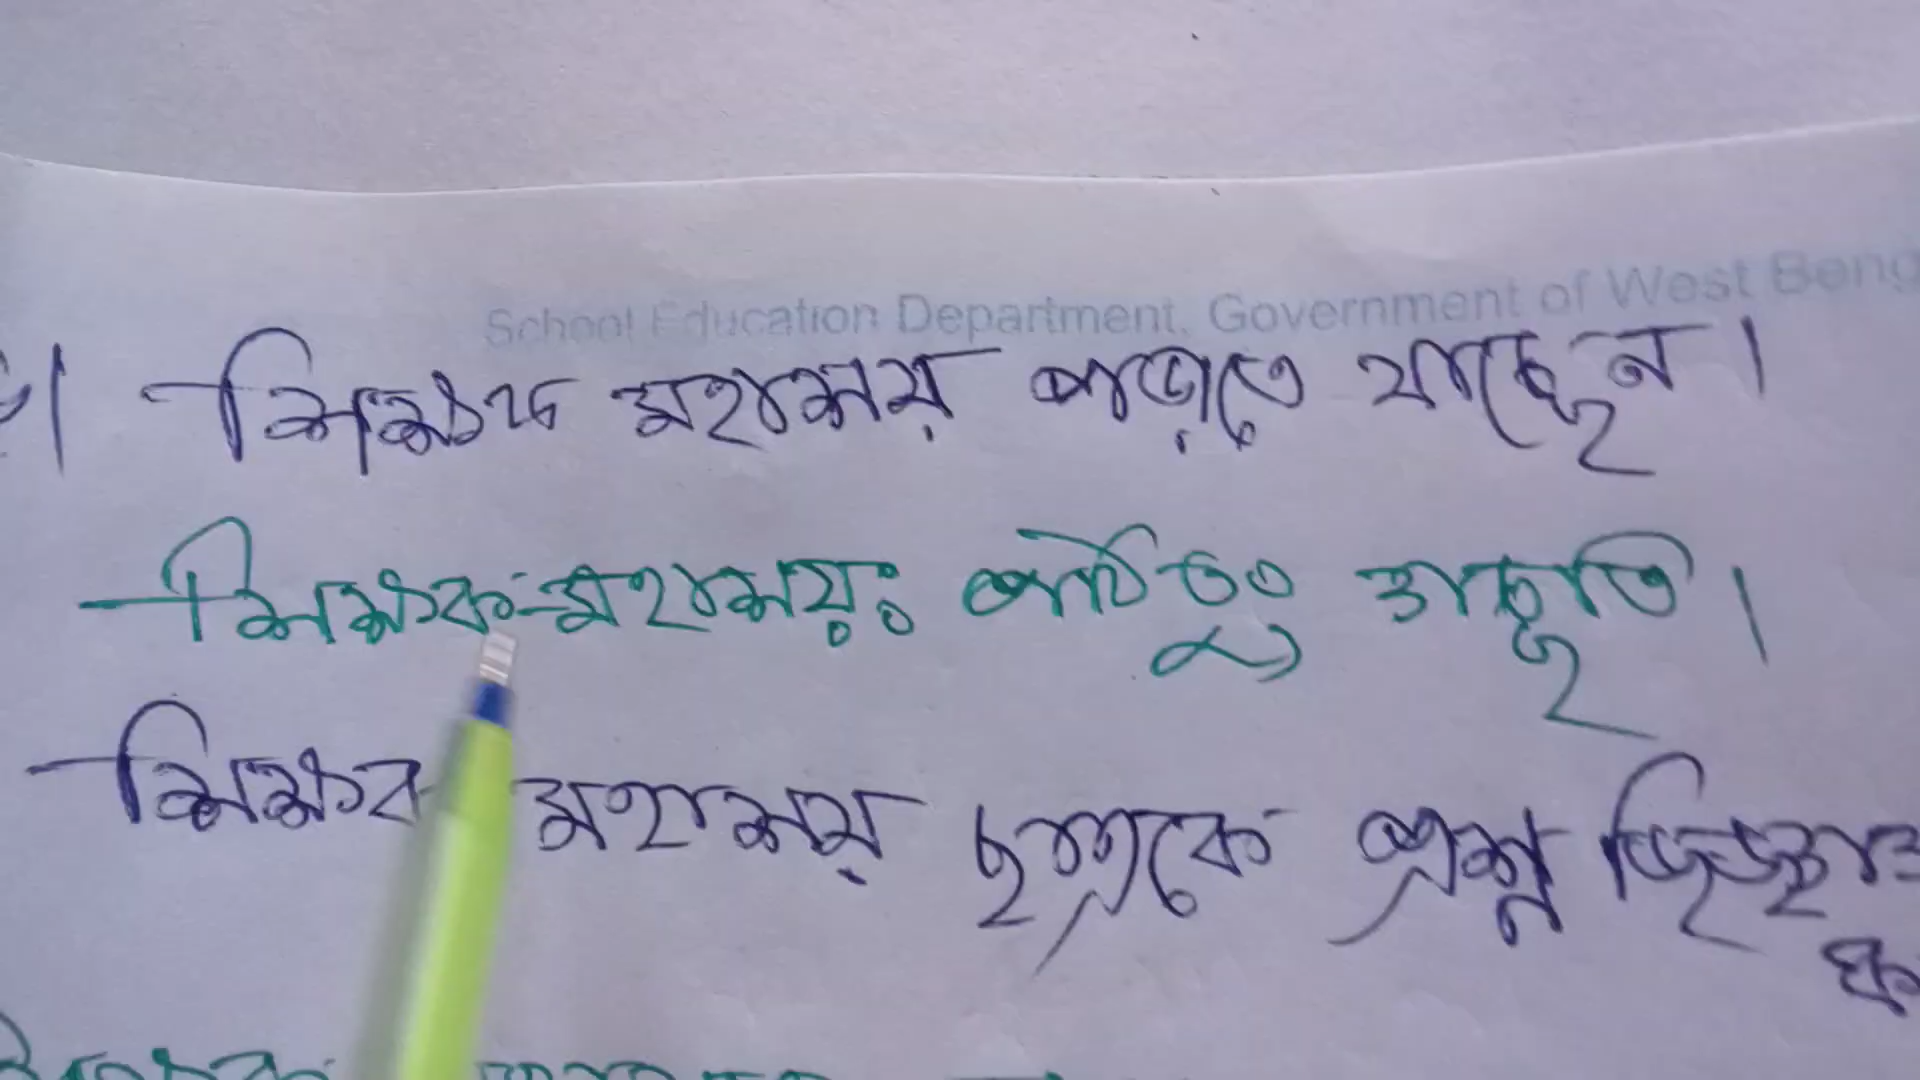 School Education Department, Government of West Beng
। শিক্ষক মহাশয় পড়াতে যাচ্ছেন।
শিক্ষক-মহাশয়ঃ পাঠিতুং
শিক্ষক মহাশয় ছাত্রকে প্রশ্ন